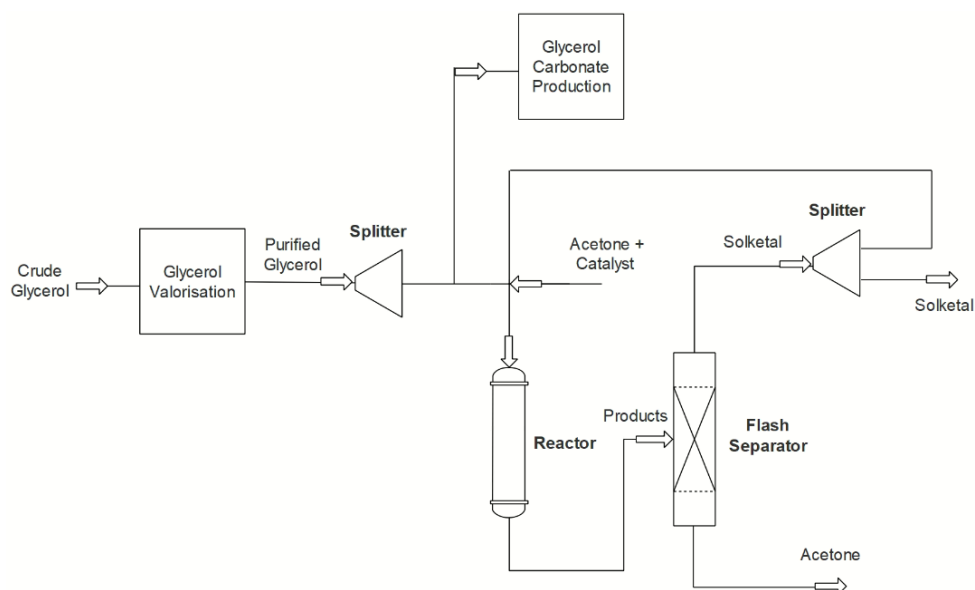 Glycerol
Carbonate
Production
Splitter
Splitter
Purified
Glycerol
Solketal
Acetone +
Catalyst
Crude
Glycerol
Glycerol
Valorisation
Solketal
Products
Reactor
Flash
Separator
Acetone